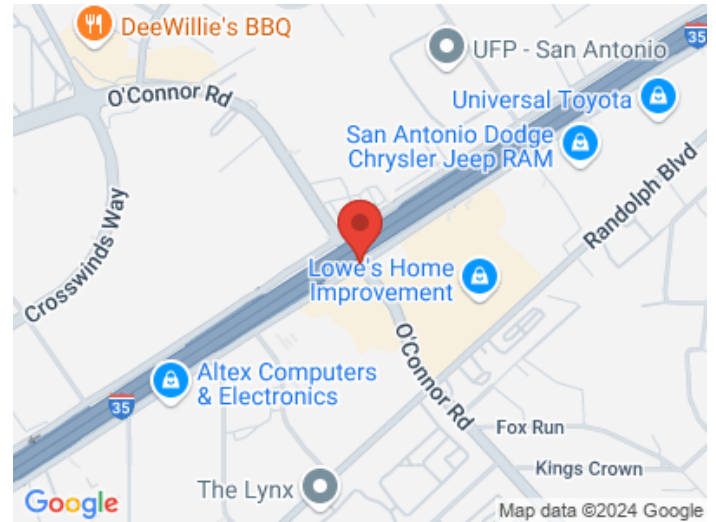 DeeWillie's BBQ
UFP - San Antonio
35
O'Connor Rd
Universal Toyota
San Antonio Dodge
Chrysler Jeep RAM
Randolph Blvd
Crosswinds Way
Lowe's Home
Improvement
O'Connor Rd
Altex Computers
& Electronics
35
Fox Run
Kings Crown
The Lynx
Google
Map data ©2024 Google